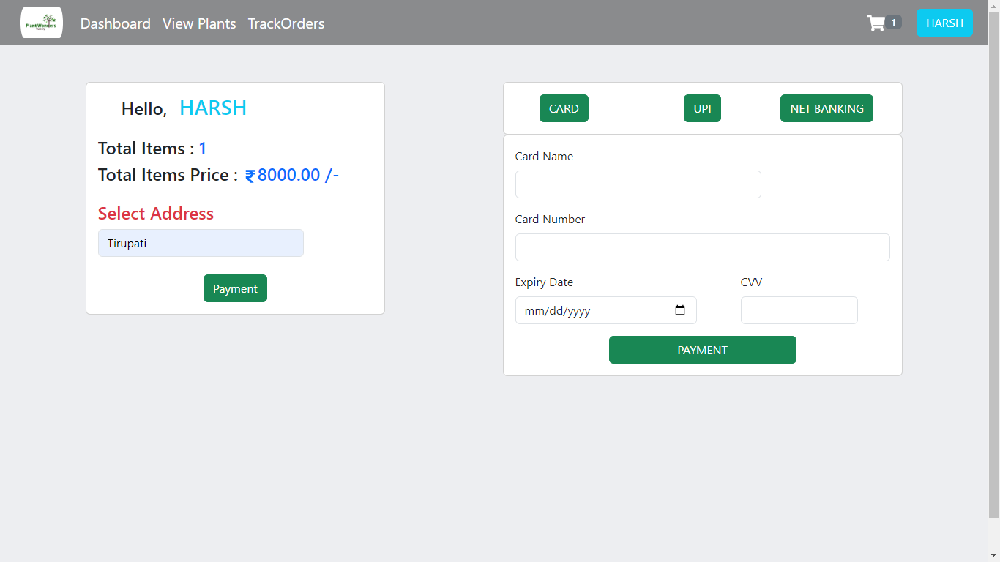 Plant Wonders
Dashboard View Plants TrackOrders
1
HARSH
Hello, HARSH
Total Items : 1
Total Items Price : ₹8000.00 /-
Select Address
Tirupati
Payment
CARD UPI NET BANKING
Card Name
Card Number
Expiry Date CVV
mm/dd/yyyy
PAYMENT